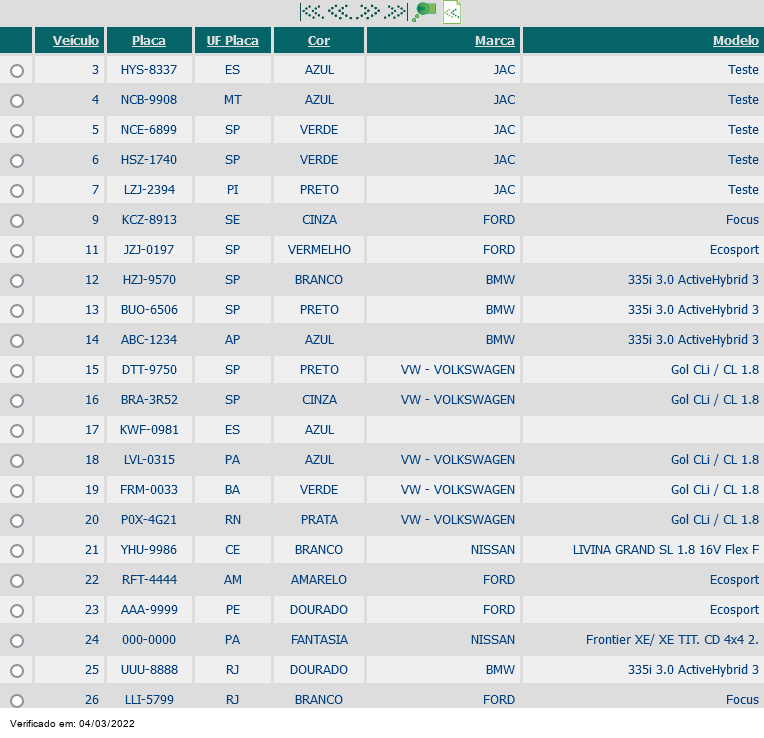 Veículo Placa UF Placa Cor Marca Modelo
3 HYS-8337 ES AZUL JAC Teste
4 NCB-9908 MT AZUL JAC Teste
5 NCE-6899 SP VERDE JAC Teste
6 HSZ-1740 SP VERDE JAC Teste
7 LZJ-2394 PI PRETO JAC Teste
9 KCZ-8913 SE CINZA FORD Focus
11 JZJ-0197 SP VERMELHO FORD Ecosport
12 HZJ-9570 SP BRANCO BMW 335i 3.0 ActiveHybrid 3
13 BUO-6506 SP PRETO BMW 335i 3.0 ActiveHybrid 3
14 ABC-1234 AP AZUL BMW 335i 3.0 ActiveHybrid 3
15 DTT-9750 SP PRETO VW - VOLKSWAGEN Gol CLi / CL 1.8
16 BRA-3R52 SP CINZA VW - VOLKSWAGEN Gol CLi / CL 1.8
17 KWF-0981 ES AZUL
18 LVL-0315 PA AZUL VW - VOLKSWAGEN Gol CLi / CL 1.8
19 FRM-0033 BA VERDE VW - VOLKSWAGEN Gol CLi / CL 1.8
20 P0X-4G21 RN PRATA VW - VOLKSWAGEN Gol CLi / CL 1.8
21 YHU-9986 CE BRANCO NISSAN LIVINA GRAND SL 1.8 16V Flex F
22 RFT-4444 AM AMARELO FORD Ecosport
23 AAA-9999 PE DOURADO FORD Ecosport
24 000-0000 PA FANTASIA NISSAN Frontier XE/ XE TIT. CD 4x4 2.
25 UUU-8888 RJ DOURADO BMW 335i 3.0 ActiveHybrid 3
26 LLI-5799 RJ BRANCO FORD Focus
Verificado em: 04/03/2022